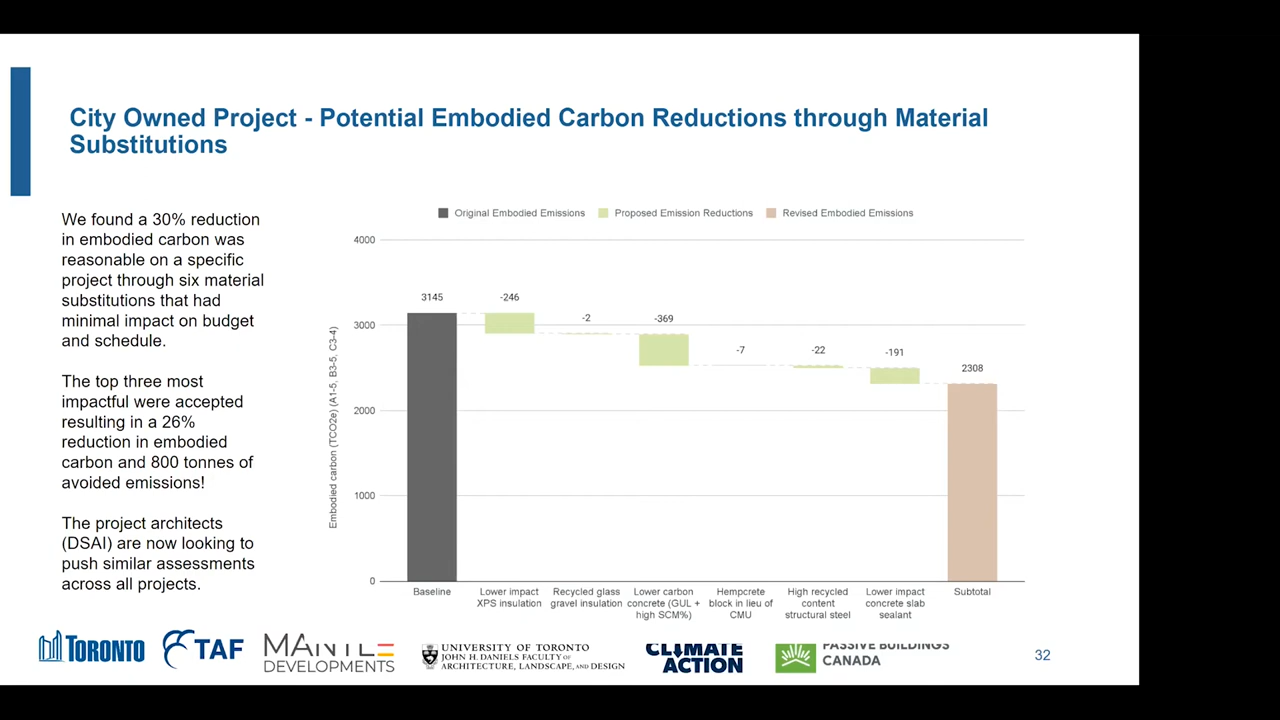 City Owned Project - Potential Embodied Carbon Reductions through Material
Substitutions
We found a 30% reduction
in embodied carbon was
reasonable on a specific
project through six material
substitutions that had
minimal impact on budget
and schedule.
The top three most
impactful were accepted
resulting in a 26%
reduction in embodied
carbon and 800 tonnes of
avoided emissions!
The project architects
(DSAI) are now looking to
push similar assessments
across all projects.
Original Embodied Emissions
Proposed Emission Reductions
Revised Embodied Emissions
Embodied carbon (TCO2e) (A1-5, B3-5, C3-4)
4000
3000
2000
1000
0
3145
-246
-2
-369
-7
-22
-191
2308
Baseline
Lower impact
XPS insulation
Recycled glass
gravel insulation
Lower carbon
concrete (GUL +
high SCM%)
Hempcrete
block in lieu of
CMU
High recycled
content
structural steel
Lower impact
concrete slab
sealant
Subtotal
TORONTO
TAF
MANTLE
DEVELOPMENTS
UNIVERSITY OF TORONTO
JOHN H. DANIELS FACULTY OF
ARCHITECTURE, LANDSCAPE, AND DESIGN
CLIMATE
ACTION
PASSIVE BUILDINGS
CANADA
32